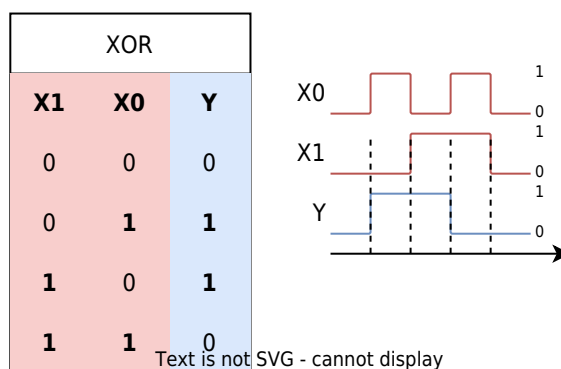 XOR
X1 X0 Y
0 0 0
0 1 1
1 0 1
1 1 0
X0 1
0
X1 1
0
Y 1
0
Text is not SVG - cannot display